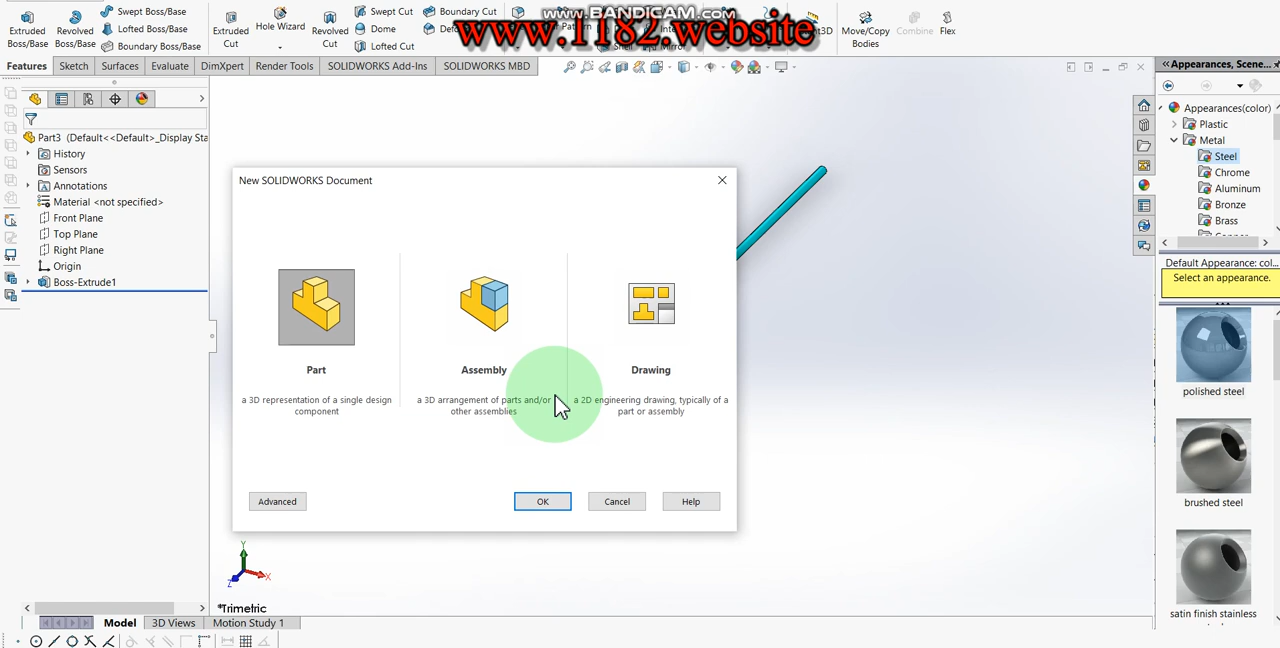 www.BANDICAM.com
www.1182.website
Extruded Boss/Base
Revolved Boss/Base
Swept Boss/Base
Lofted Boss/Base
Boundary Boss/Base
Extruded Cut
Hole Wizard
Revolved Cut
Swept Cut
Dome
Lofted Cut
Boundary Cut
Shell
Mirror
Move/Copy Bodies
Combine
Flex
Features
Sketch
Surfaces
Evaluate
DimXpert
Render Tools
SOLIDWORKS Add-Ins
SOLIDWORKS MBD
Part3 (Default<<Default>_Display Sta
History
Sensors
Annotations
Material <not specified>
Front Plane
Top Plane
Right Plane
Origin
Boss-Extrude1
New SOLIDWORKS Document
Part
Assembly
Drawing
a 3D representation of a single design
component
a 3D arrangement of parts and/or
other assemblies
a 2D engineering drawing, typically of a
part or assembly
Advanced
OK
Cancel
Help
Y
X
Z
*Trimetric
Model
3D Views
Motion Study 1
Appearances, Scene...
Appearances(color)
Plastic
Metal
Steel
Chrome
Aluminum
Bronze
Brass
Default Appearance: col...
Select an appearance.
polished steel
brushed steel
satin finish stainless